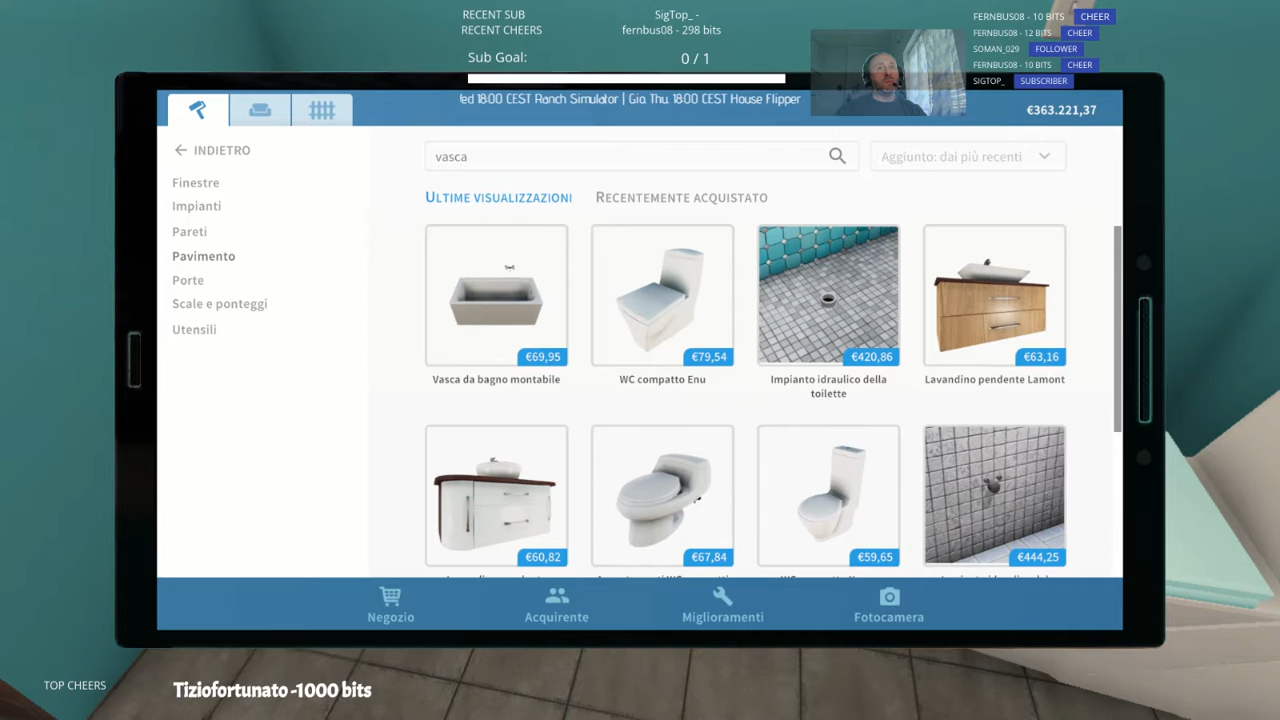 RECENT SUB
SigTop_ -
RECENT CHEERS
fernbus08 - 298 bits
Sub Goal:
0 / 1
FERNBUS08 - 10 BITS CHEER
FERNBUS08 - 12 BITS CHEER
SOMAN_029 FOLLOWER
FERNBUS08 - 10 BITS CHEER
SIGTOP_ SUBSCRIBER
18:00 CEST Ranch Simulator | Gio. Thu. 18:00 CEST House Flipper
€363.221,37
INDIETRO
Finestre
Impianti
Pareti
Pavimento
Porte
Scale e ponteggi
Utensili
vasca
Aggiunto: dai più recenti
ULTIME VISUALIZZAZIONI
RECENTEMENTE ACQUISTATO
€69,95
€79,54
€420,86
€63,16
Vasca da bagno montabile
WC compatto Enu
Impianto idraulico della
toilette
Lavandino pendente Lamont
€60,82
€67,84
€59,65
€444,25
Negozio
Acquirente
Miglioramenti
Fotocamera
TOP CHEERS
Tiziofortunato -1000 bits